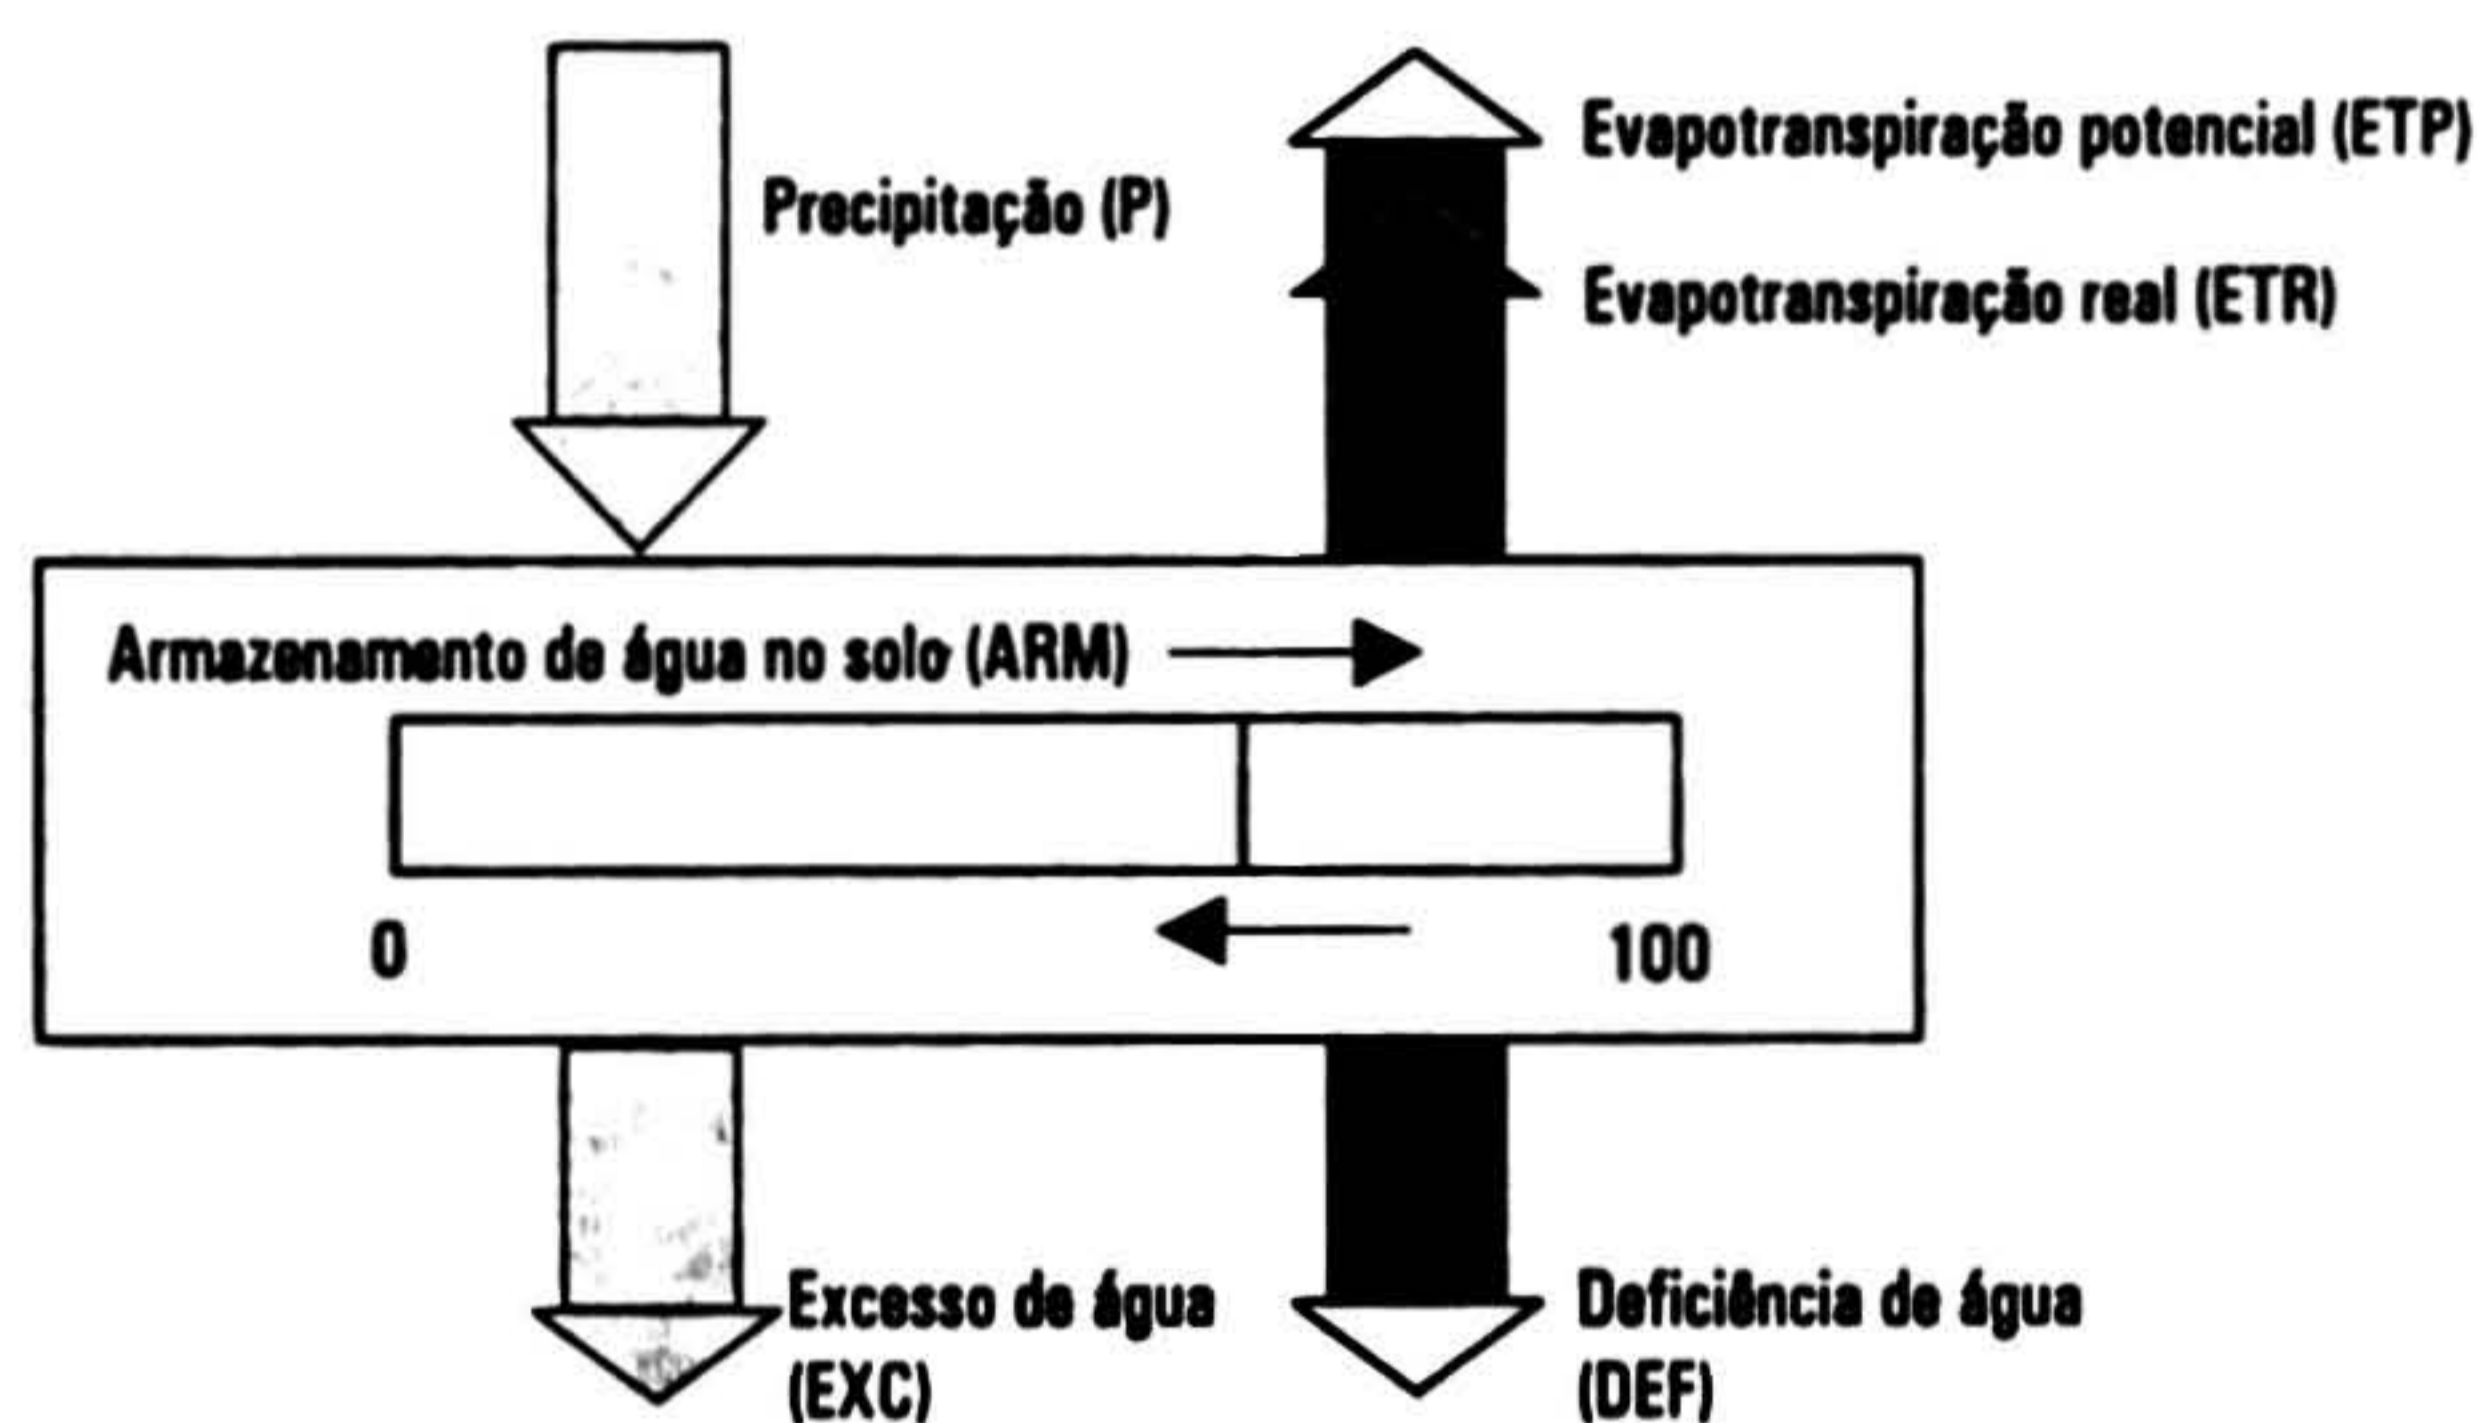 Evapotranspiração potencial (ETP)
Precipitação (P)
Evapotranspiração real (ETR)
Armazenamento de água no solo (ARM)
0
100
Excesso de água
(EXC)
Deficiência de água
(DEF)